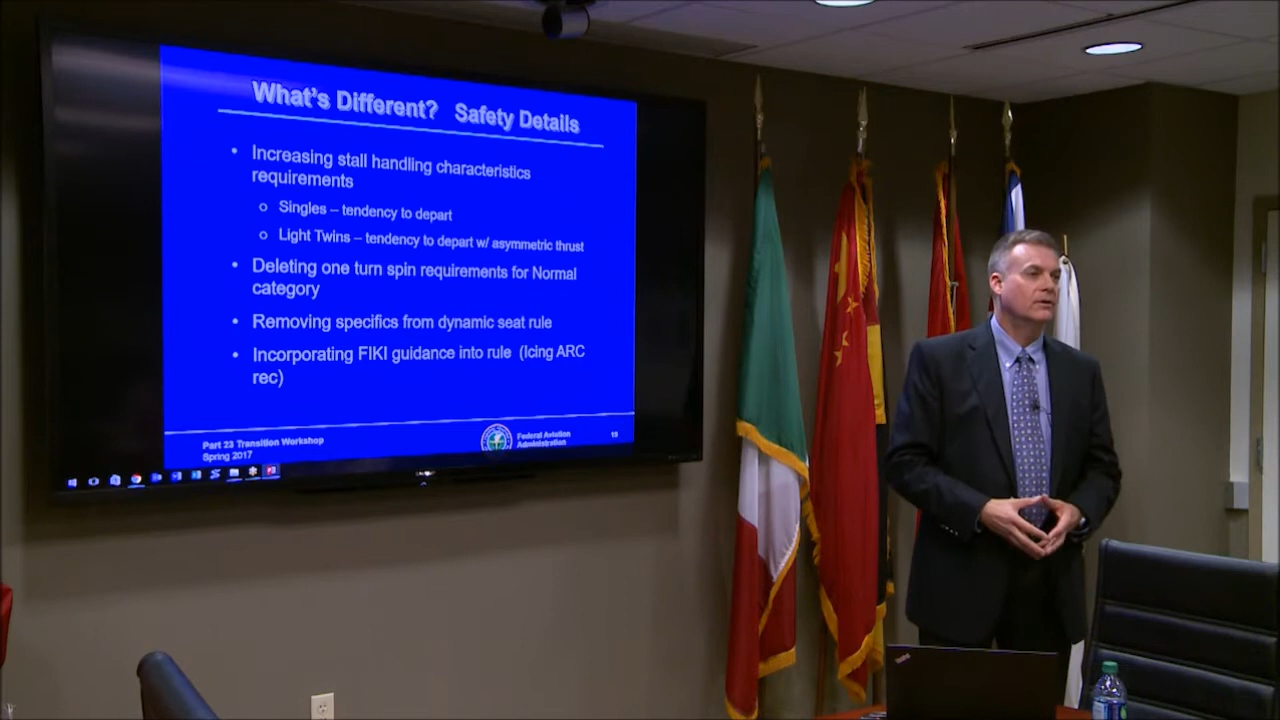 What's Different? Safety Details
• Increasing stall handling characteristics
requirements
o Singles – tendency to depart
o Light Twins – tendency to depart w/ asymmetric thrust
• Deleting one turn spin requirements for Normal
category
• Removing specifics from dynamic seat rule
• Incorporating FIKI guidance into rule (Icing ARC
rec)
Part 23 Transition Workshop
Spring 2017
Federal Aviation
Administration